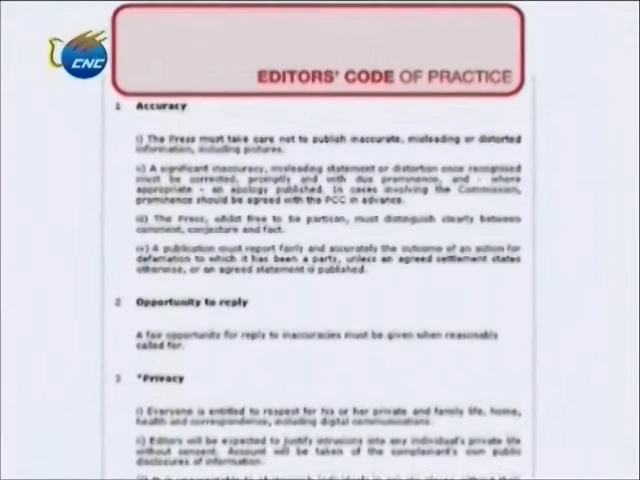 CNC
EDITORS' CODE OF PRACTICE
1 Accuracy
i) The Press must take care not to publish inaccurate, misleading or distorted
information, including pictures.
ii) A significant inaccuracy, misleading statement or distortion once recognised
must be corrected, promptly and with due prominence, and - where
appropriate - an apology published. In cases involving the Commission,
prominence should be agreed with the PCC in advance.
iii) The Press, whilst free to be partisan, must distinguish clearly between
comment, conjecture and fact.
iv) A publication must report fairly and accurately the outcome of an action for
defamation to which it has been a party, unless an agreed settlement states
otherwise, or an agreed statement is published.
2 Opportunity to reply
A fair opportunity for reply to inaccuracies must be given when reasonably
called for.
3 *Privacy
i) Everyone is entitled to respect for his or her private and family life, home,
health and correspondence, including digital communications.
ii) Editors will be expected to justify intrusions into any individual's private life
without consent. Account will be taken of the complainant's own public
disclosures of information.